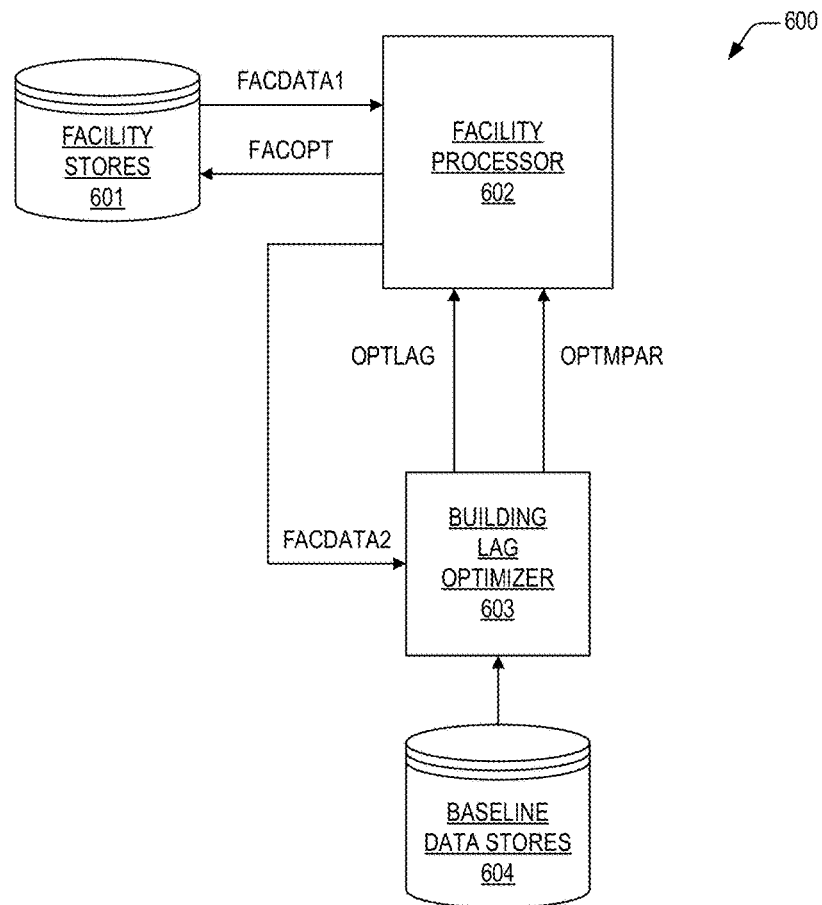 600
FACDATA1
FACILITY
STORES
601
FACOPT
FACILITY
PROCESSOR
602
OPTLAG
OPTMPAR
FACDATA2
BUILDING
LAG
OPTIMIZER
603
BASELINE
DATA STORES
604